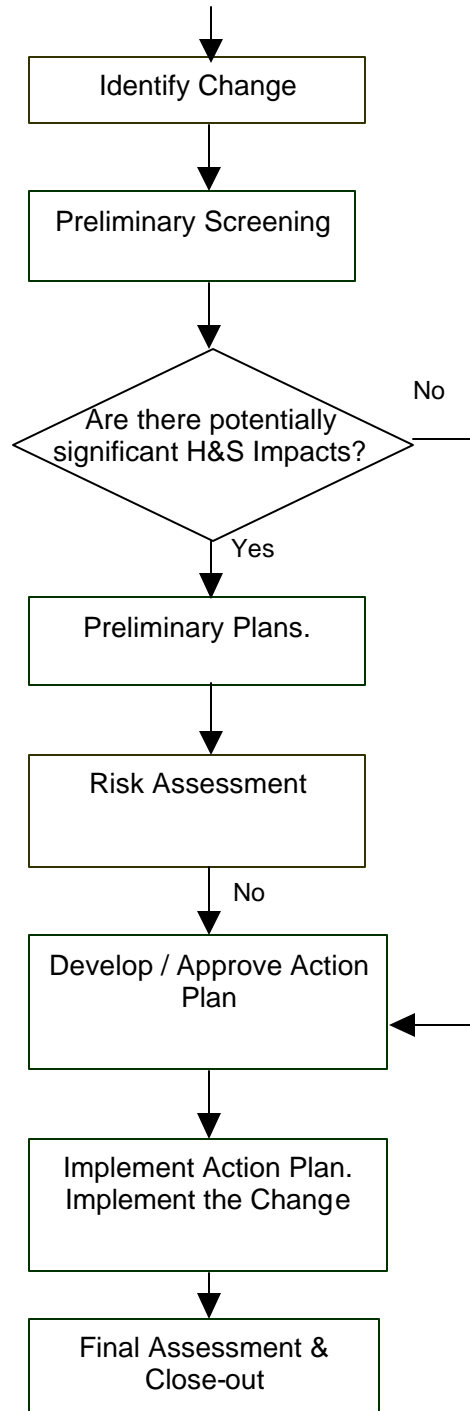 Identify Change
Preliminary Screening
No
Are there potentially
significant H&S Impacts?
Yes
Preliminary Plans.
Risk Assessment
No
Develop / Approve Action
Plan
Implement Action Plan.
Implement the Change
Final Assessment &
Close-out